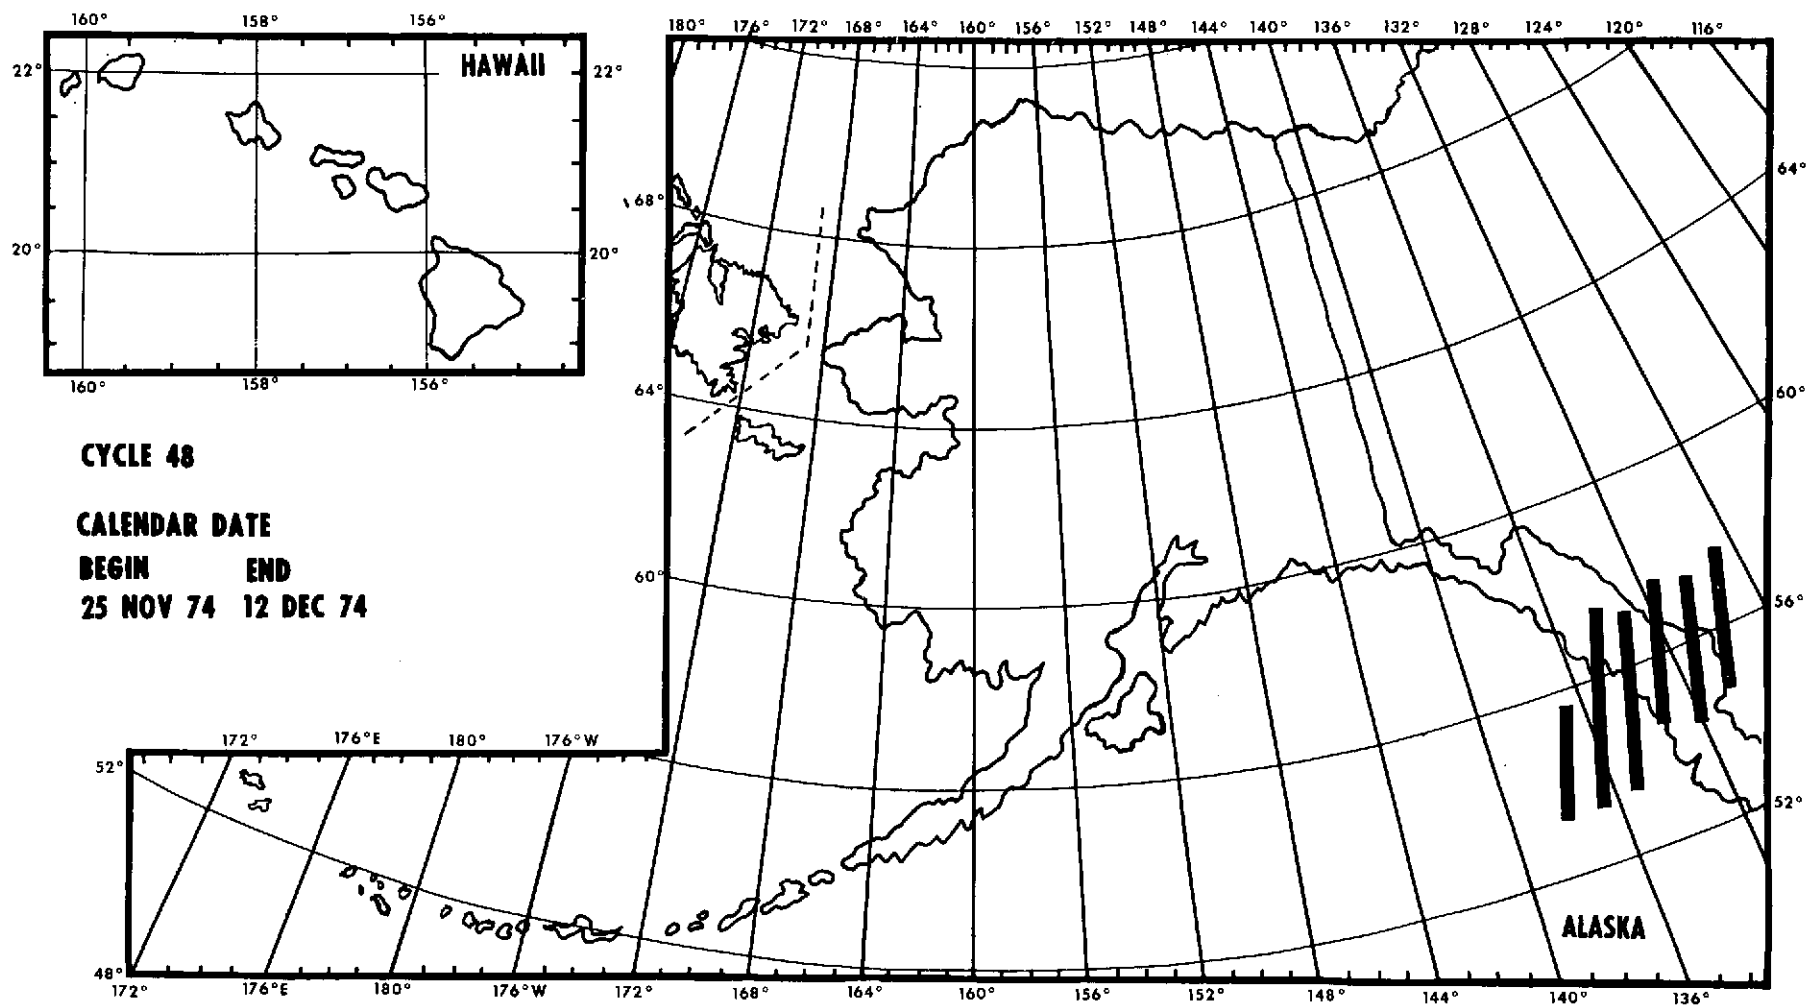 160° 158° 156°
HAWAII
22° 22°
20° 20°
160° 158° 156°
CYCLE 48
CALENDAR DATE
BEGIN END
25 NOV 74 12 DEC 74
180° 176° 172° 168° 164° 160° 156° 152° 148° 144° 140° 136° 132° 128° 124° 120° 116°
68° 64°
64° 60°
60° 56°
52°
172° 176°E 180° 176°W
52°
48°
ALASKA
172° 176°E 180° 176°W 172° 168° 164° 160° 156° 152° 148° 144° 140° 136°